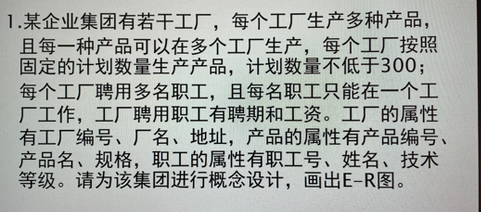 1.某企业集团有若干工厂，每个工厂生产多种产品，
且每一种产品可以在多个工厂生产，每个工厂按照
固定的计划数量生产产品，计划数量不低于300；
每个工厂聘用多名职工，且每名职工只能在一个工
厂工作，工厂聘用职工有聘期和工资。工厂的属性
有工厂编号、厂名、地址，产品的属性有产品编号、
产品名、规格，职工的属性有职工号、姓名、技术
等级。请为该集团进行概念设计，画出E-R图。